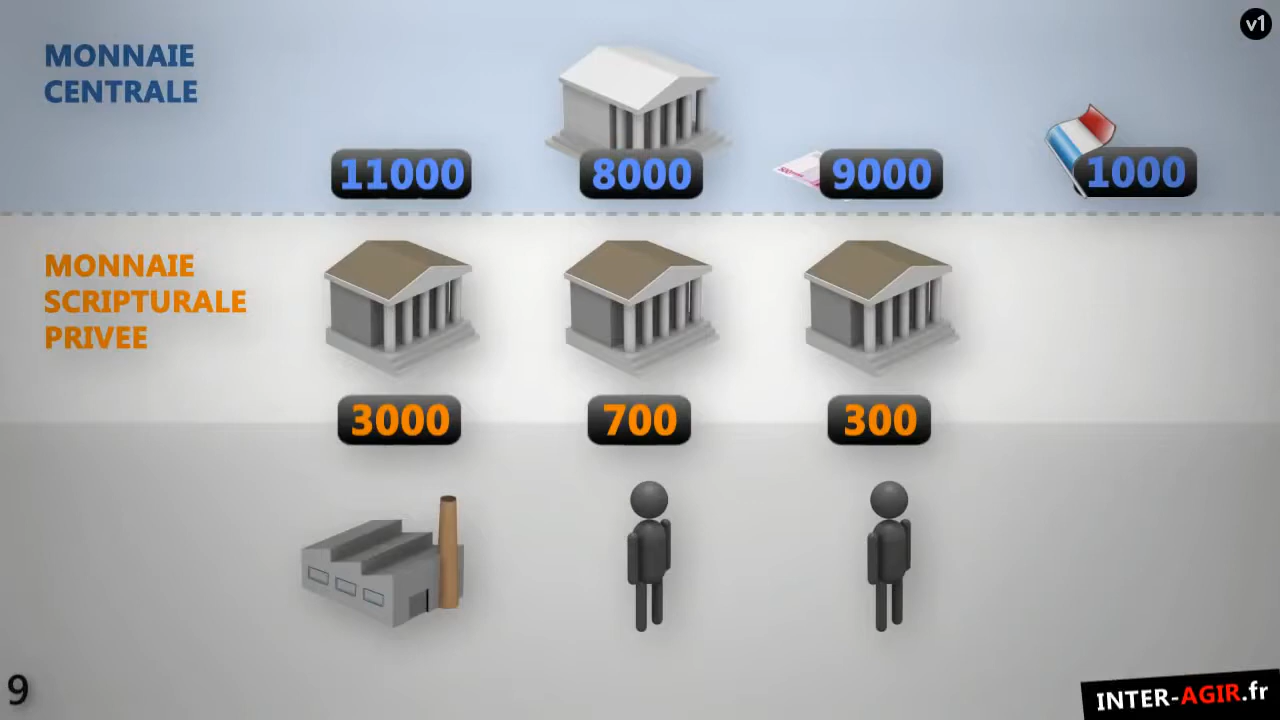 v1
MONNAIE
CENTRALE
11000
8000
9000
1000
MONNAIE
SCRIPTURALE
PRIVEE
3000
700
300
9
INTER-AGIR.fr